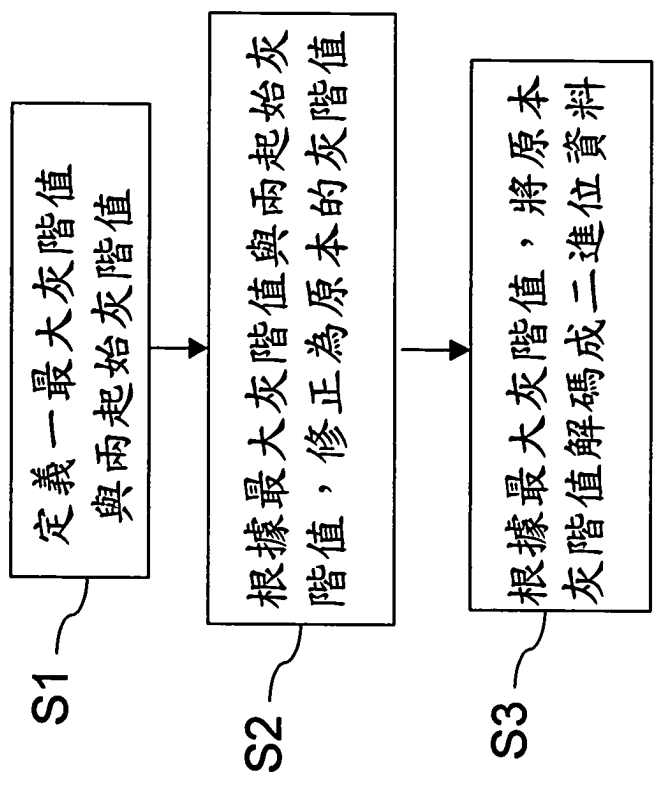 S1
定義一最大灰階值
與兩起始灰階值
S2
根據最大灰階值與兩起始灰
階值，修正為原本的灰階值
S3
根據最大灰階值，將原本
灰階值解碼成二進位資料